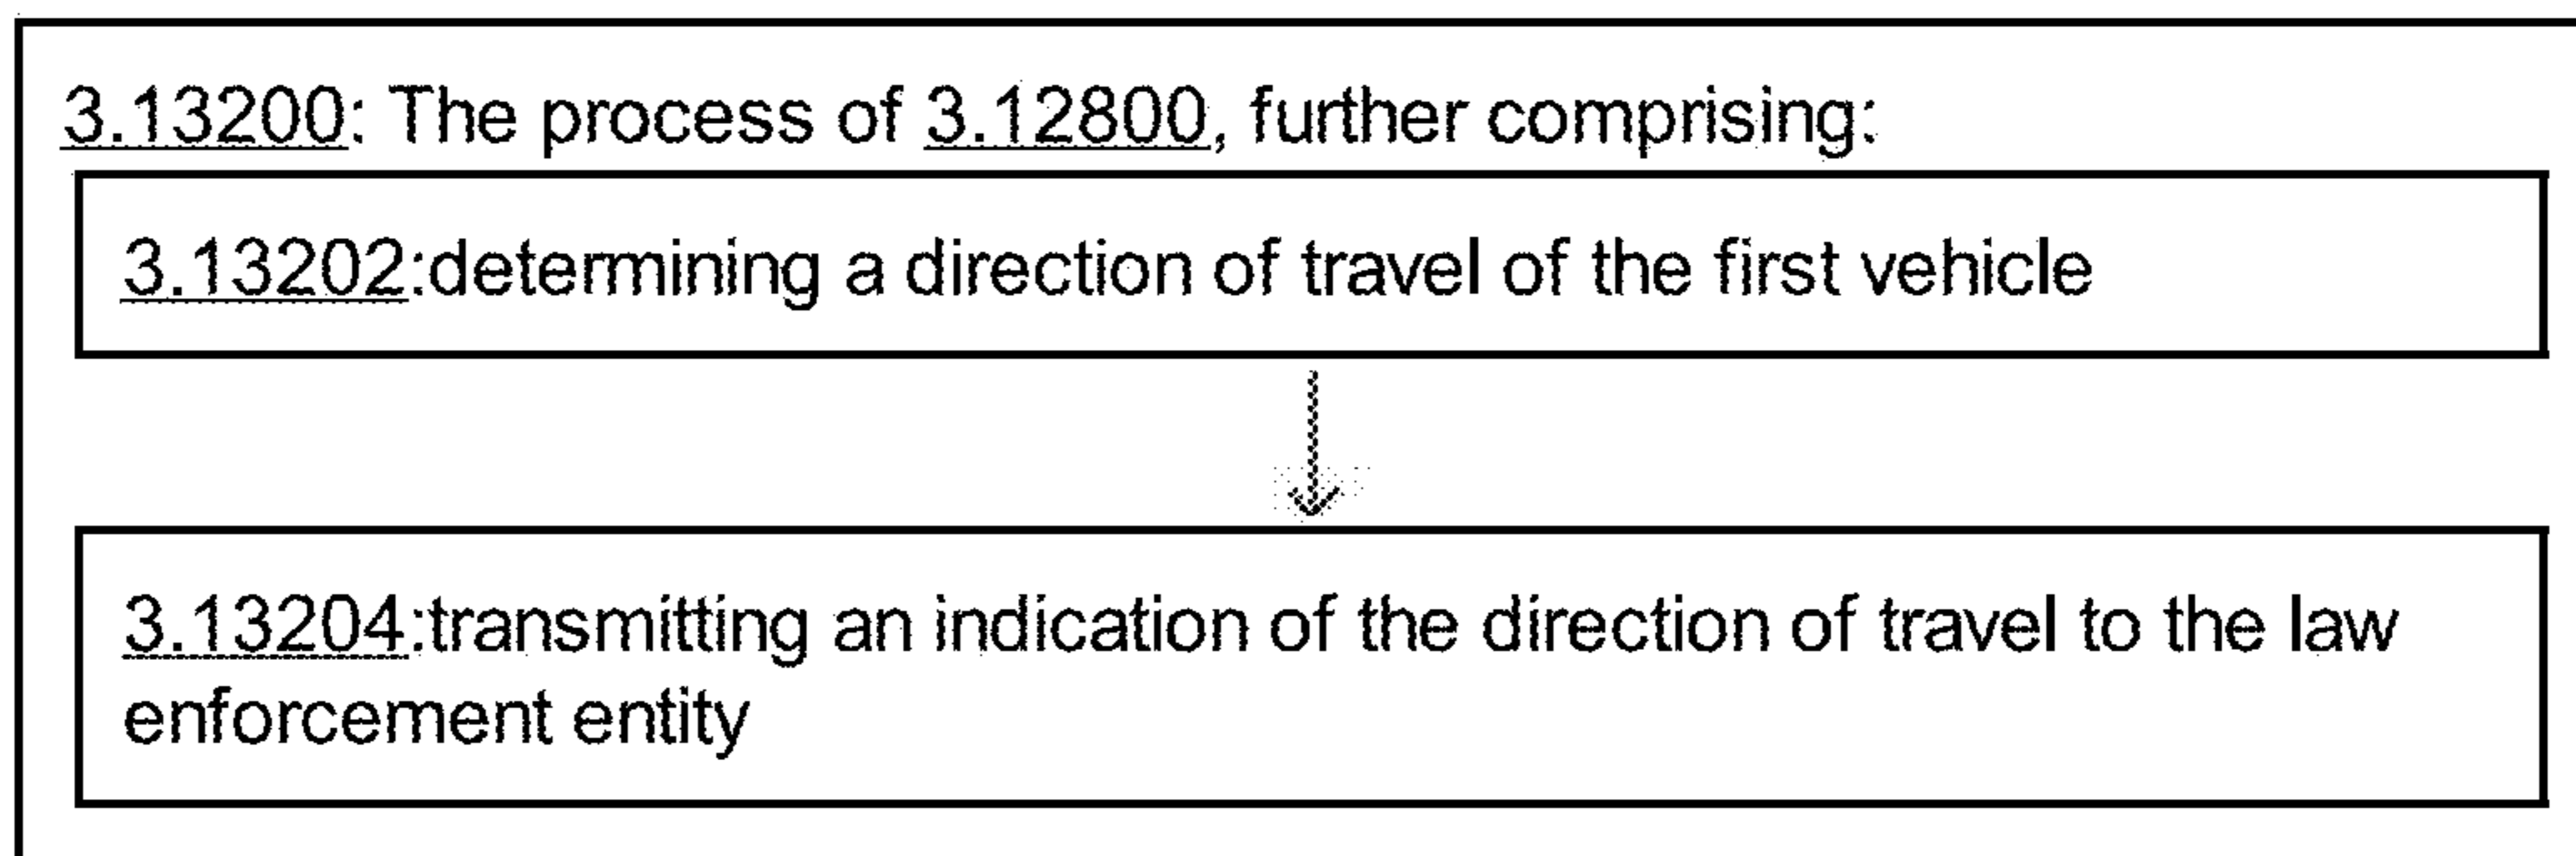 3.13200: The process of 3.12800, further comprising:
3.13202:determining a direction of travel of the first vehicle
3.13204:transmitting an indication of the direction of travel to the law
enforcement entity